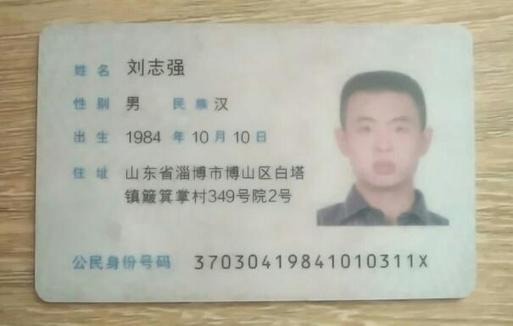 姓名 刘志强
性别 男 民族 汉
出生 1984 年 10 月 10 日
住址 山东省淄博市博山区白塔
镇簸箕掌村349号院2号
公民身份号码 37030419841010311X